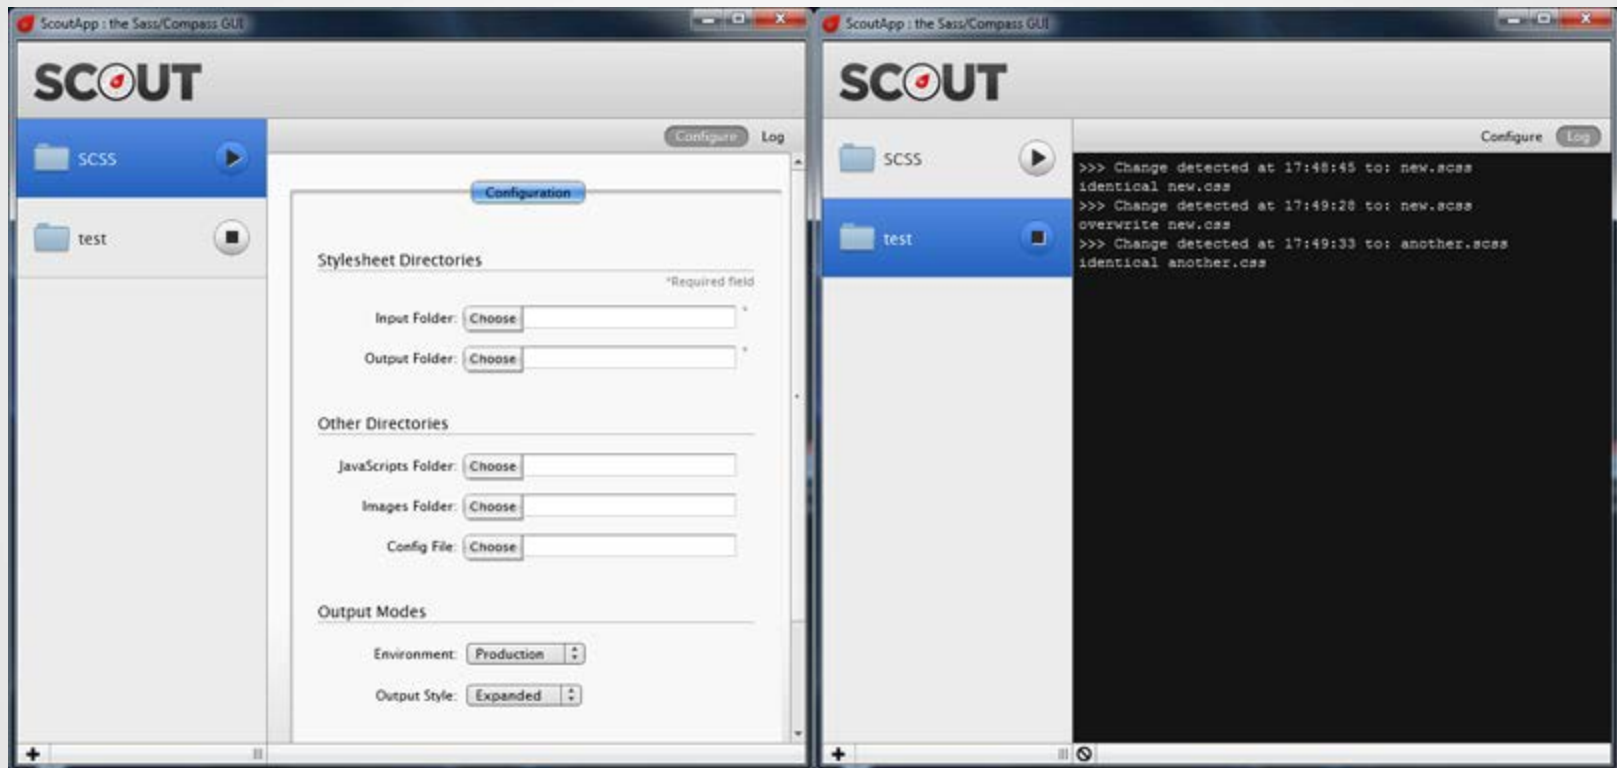 ScoutApp : the Sass/Compass GUI
SCOUT
SCSS
test
Configure Log
Configuration
Stylesheet Directories
*Required field
Input Folder: Choose *
Output Folder: Choose *
Other Directories
JavaScripts Folder: Choose
Images Folder: Choose
Config File: Choose
Output Modes
Environment: Production
Output Style: Expanded
ScoutApp : the Sass/Compass GUI
SCOUT
SCSS
test
Configure Log
>>> Change detected at 17:48:45 to: new.scss
identical new.css
>>> Change detected at 17:49:28 to: new.scss
overwrite new.css
>>> Change detected at 17:49:33 to: another.scss
identical another.css